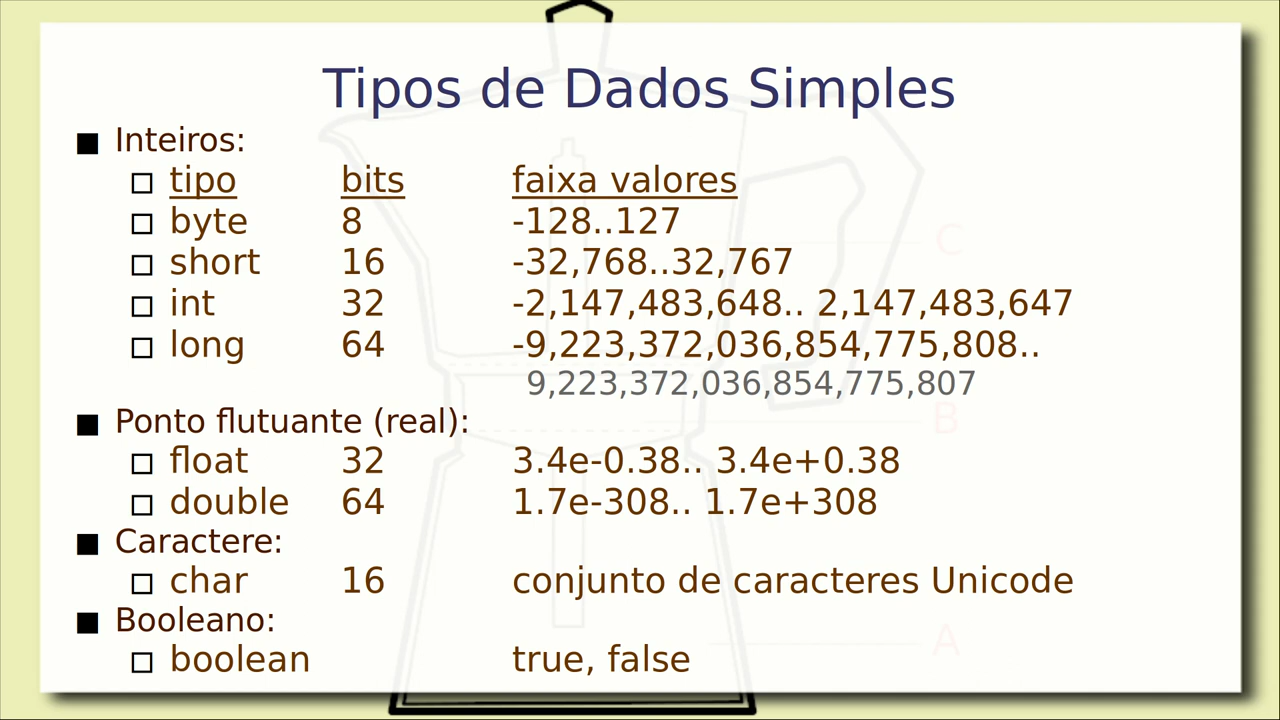 Tipos de Dados Simples
Inteiros:
tipo bits faixa valores
byte 8 -128..127
short 16 -32,768..32,767
int 32 -2,147,483,648.. 2,147,483,647
long 64 -9,223,372,036,854,775,808..
9,223,372,036,854,775,807
Ponto flutuante (real):
float 32 3.4e-0.38.. 3.4e+0.38
double 64 1.7e-308.. 1.7e+308
Caractere:
char 16 conjunto de caracteres Unicode
Booleano:
boolean true, false
C
B
A